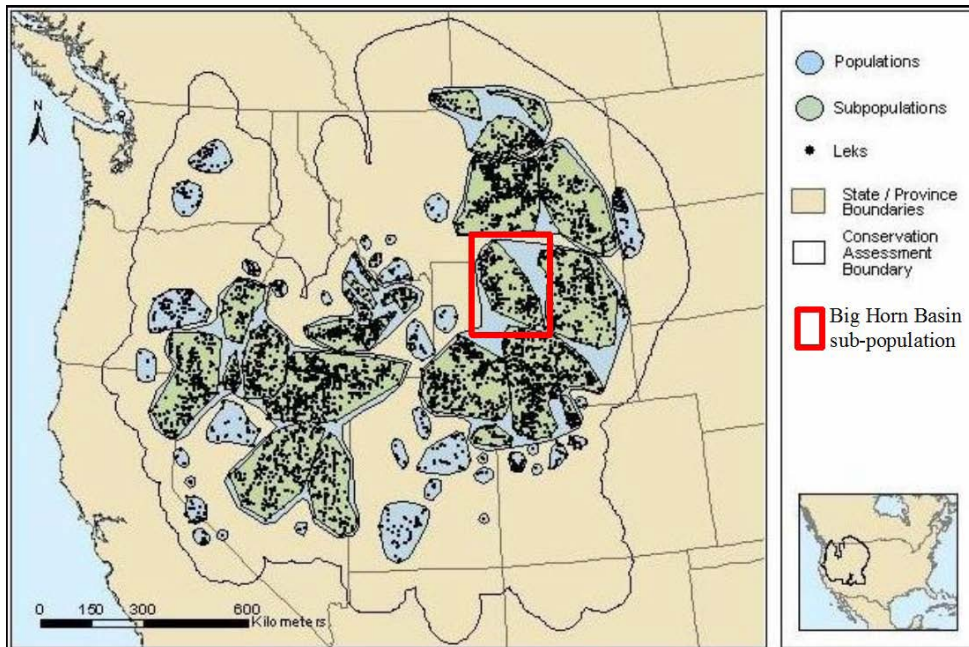 N
0 150 300 600
Kilometers
Populations
Subpopulations
Leks
State / Province
Boundaries
Conservation
Assessment
Boundary
Big Horn Basin
sub-population